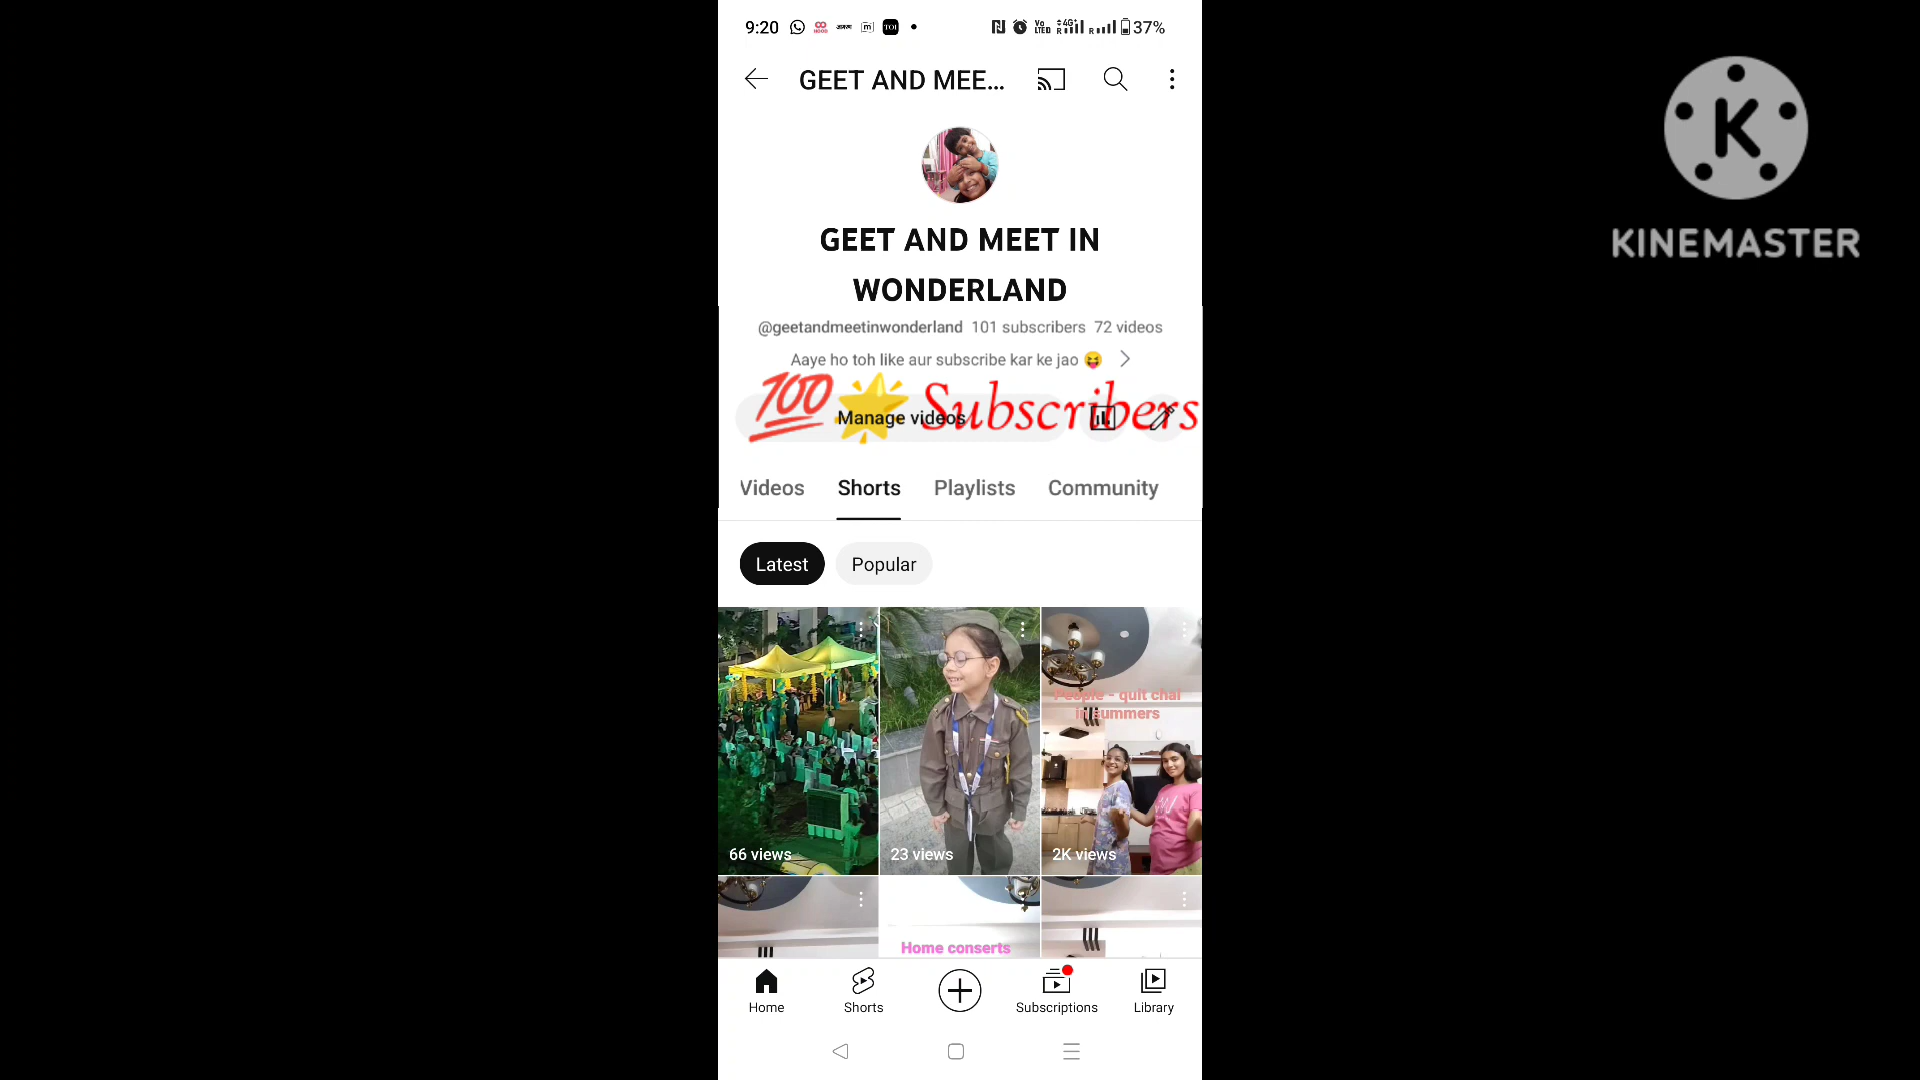 9:20 37%
GEET AND MEE...
K
KINEMASTER
GEET AND MEET IN
WONDERLAND
@geetandmeetinwonderland 101 subscribers 72 videos
Aaye ho toh like aur subscribe kar ke jao 😝
💯🌟Subscribers
Manage videos
Videos Shorts Playlists Community
Latest Popular
People - quit chai
in summers
66 views 23 views 2K views
Home conserts
Home Shorts Subscriptions Library